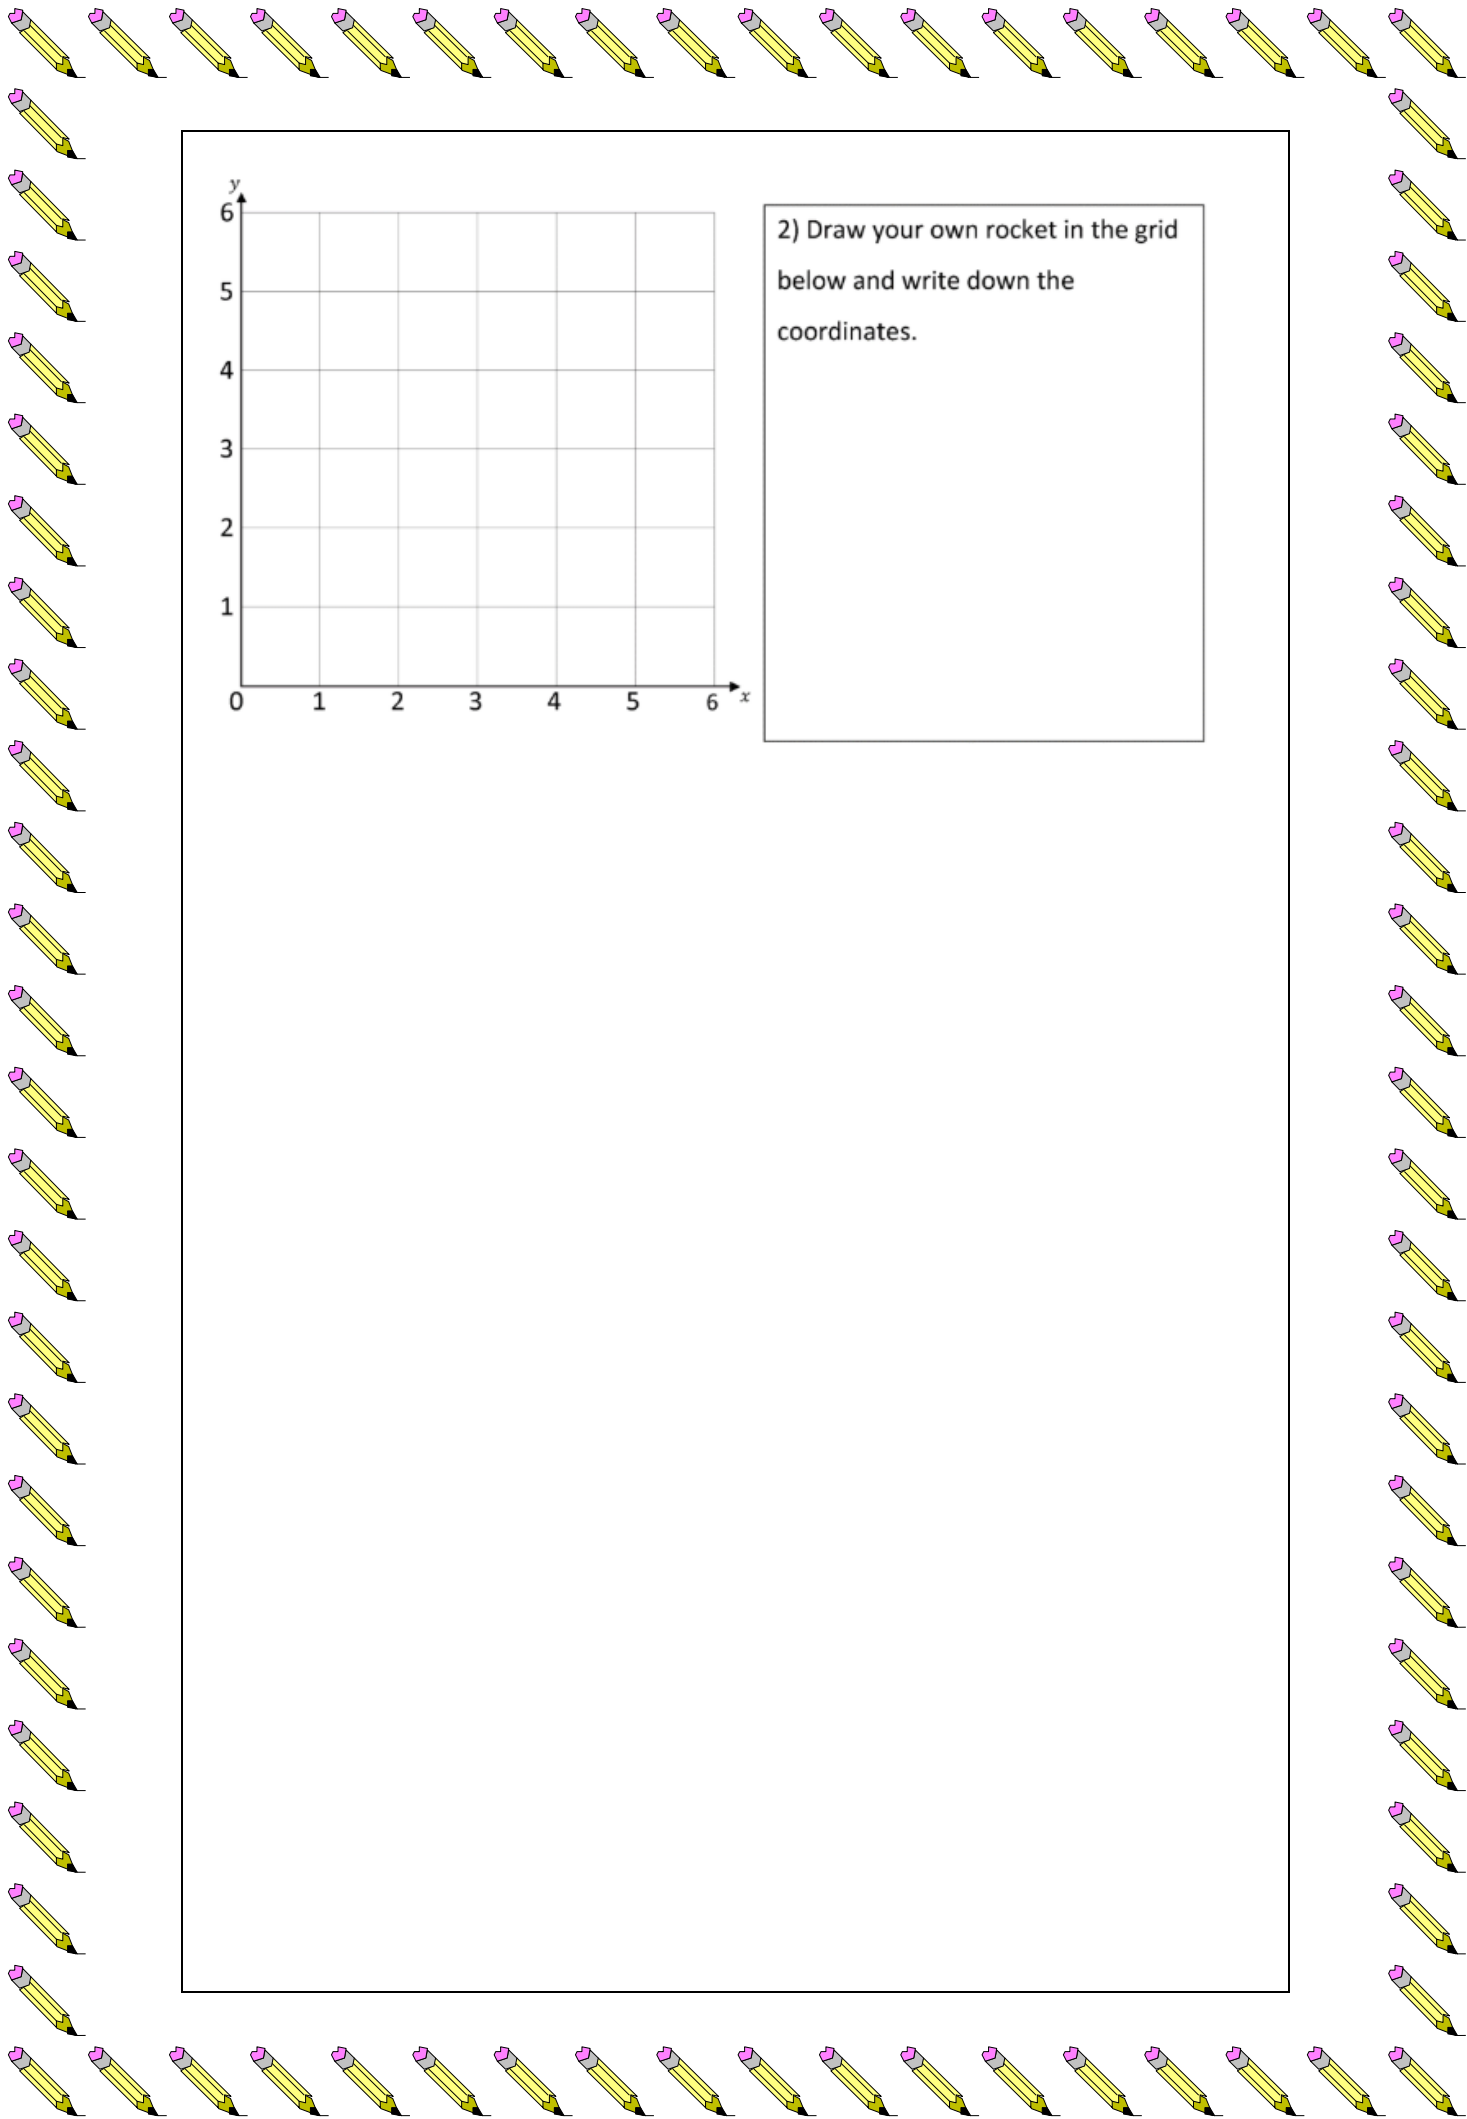 y
6
5
4
3
2
1
0 1 2 3 4 5 6 x
2) Draw your own rocket in the grid
below and write down the
coordinates.